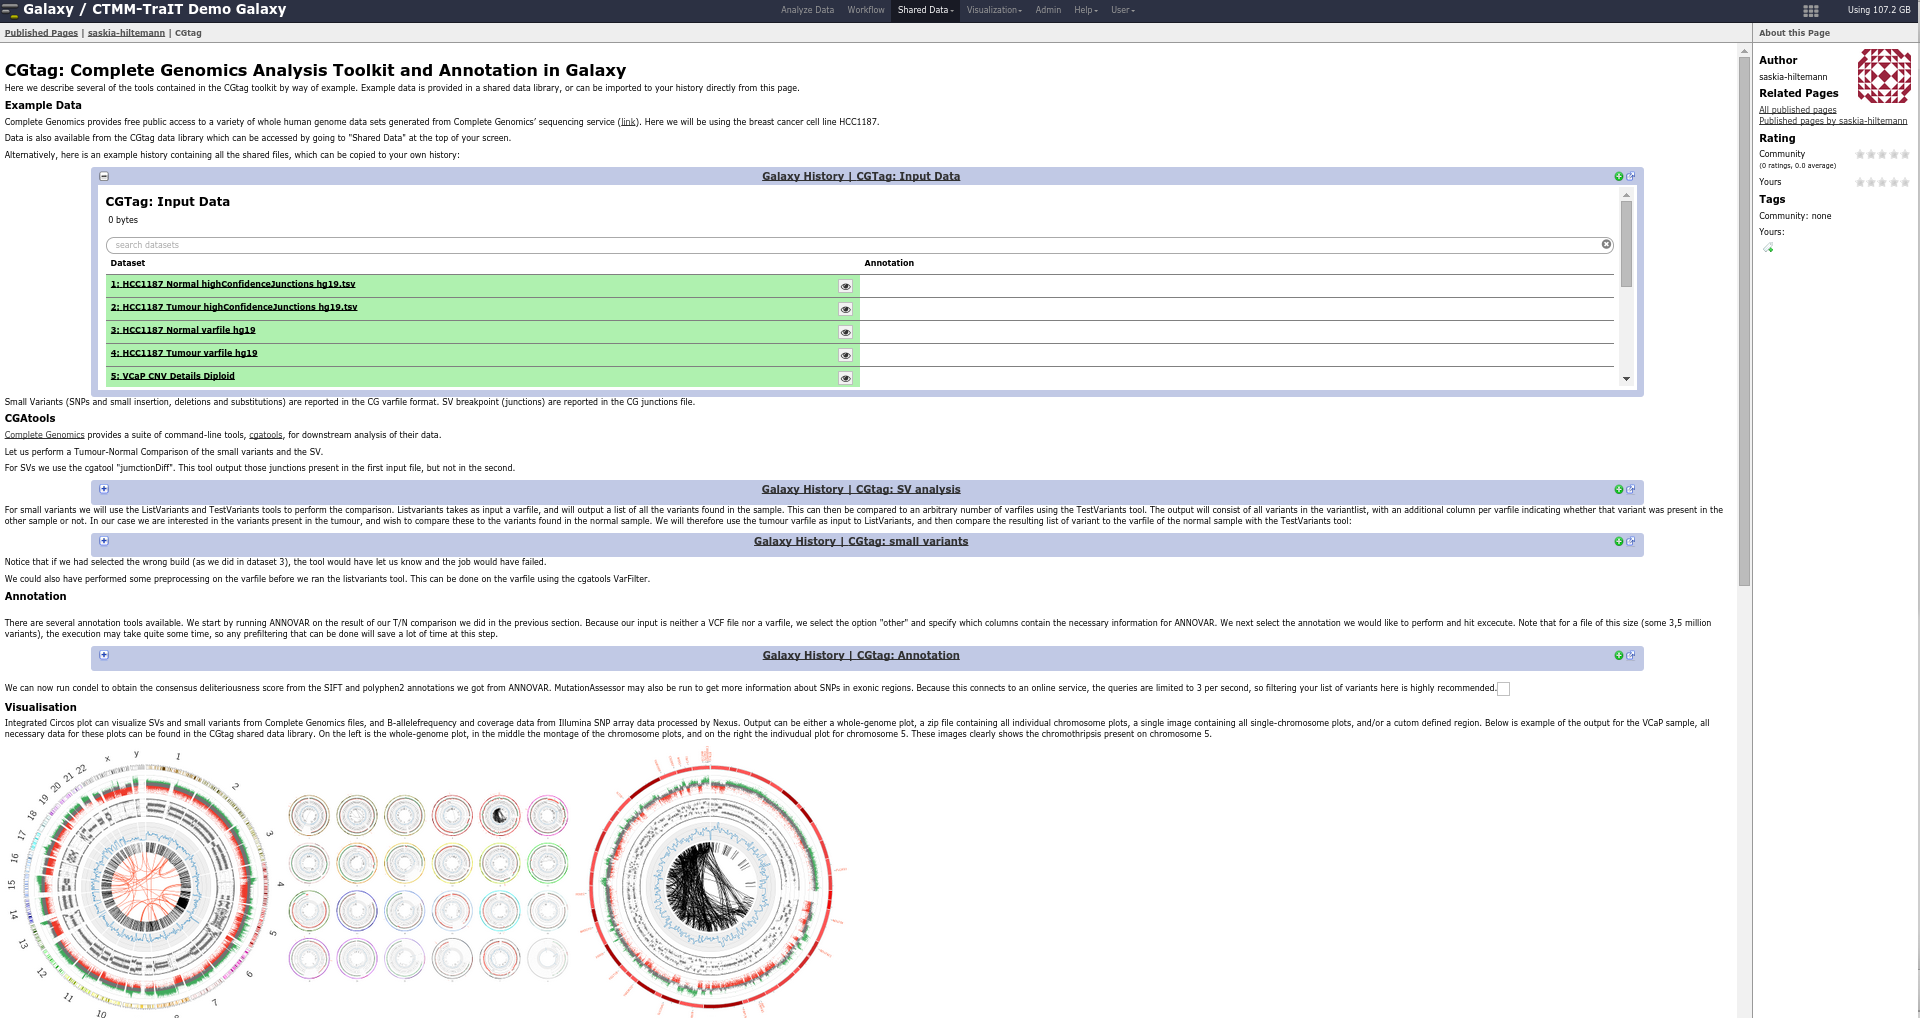 Galaxy / CTMM-TraIT Demo Galaxy
Analyze Data Workflow Shared Data Visualization Admin Help User
Using 107.2 GB
Published Pages | saskia-hiltemann | CGtag
CGtag: Complete Genomics Analysis Toolkit and Annotation in Galaxy
Here we describe several of the tools contained in the CGtag toolkit by way of example. Example data is provided in a shared data library, or can be imported to your history directly from this page.
Example Data
Complete Genomics provides free public access to a variety of whole human genome data sets generated from Complete Genomics' sequencing service (link). Here we will be using the breast cancer cell line HCC1187.
Data is also available from the CGtag data library which can be accessed by going to "Shared Data" at the top of your screen.
Alternatively, here is an example history containing all the shared files, which can be copied to your own history:
Galaxy History | CGTag: Input Data
CGTag: Input Data
0 bytes
search datasets
Dataset Annotation
1: HCC1187 Normal highConfidenceJunctions hg19.tsv
2: HCC1187 Tumour highConfidenceJunctions hg19.tsv
3: HCC1187 Normal varfile hg19
4: HCC1187 Tumour varfile hg19
5: VCaP CNV Details Diploid
Small Variants (SNPs and small insertion, deletions and substitutions) are reported in the CG varfile format. SV breakpoint (junctions) are reported in the CG junctions file.
CGAtools
Complete Genomics provides a suite of command-line tools, cgatools, for downstream analysis of their data.
Let us perform a Tumour-Normal Comparison of the small variants and the SV.
For SVs we use the cgatool "jumctionDiff". This tool output those junctions present in the first input file, but not in the second.
Galaxy History | CGtag: SV analysis
For small variants we will use the ListVariants and TestVariants tools to perform the comparison. Listvariants takes as input a varfile, and will output a list of all the variants found in the sample. This can then be compared to an arbitrary number of varfiles using the TestVariants tool. The output will consist of all variants in the variantlist, with an additional column per varfile indicating whether that variant was present in the
other sample or not. In our case we are interested in the variants present in the tumour, and wish to compare these to the variants found in the normal sample. We will therefore use the tumour varfile as input to ListVariants, and then compare the resulting list of variant to the varfile of the normal sample with the TestVariants tool:
Galaxy History | CGtag: small variants
Notice that if we had selected the wrong build (as we did in dataset 3), the tool would have let us know and the job would have failed.
We could also have performed some preprocessing on the varfile before we ran the listvariants tool. This can be done on the varfile using the cgatools VarFilter.
Annotation
There are several annotation tools available. We start by running ANNOVAR on the result of our T/N comparison we did in the previous section. Because our input is neither a VCF file nor a varfile, we select the option "other" and specify which columns contain the necessary information for ANNOVAR. We next select the annotation we would like to perform and hit excecute. Note that for a file of this size (some 3,5 million
variants), the execution may take quite some time, so any prefiltering that can be done will save a lot of time at this step.
Galaxy History | CGtag: Annotation
We can now run condel to obtain the consensus deliteriousness score from the SIFT and polyphen2 annotations we got from ANNOVAR. MutationAssessor may also be run to get more information about SNPs in exonic regions. Because this connects to an online service, the queries are limited to 3 per second, so filtering your list of variants here is highly recommended.
Visualisation
Integrated Circos plot can visualize SVs and small variants from Complete Genomics files, and B-allelefrequency and coverage data from Illumina SNP array data processed by Nexus. Output can be either a whole-genome plot, a zip file containing all individual chromosome plots, a single image containing all single-chromosome plots, and/or a cutom defined region. Below is example of the output for the VCaP sample, all
necessary data for these plots can be found in the CGtag shared data library. On the left is the whole-genome plot, in the middle the montage of the chromosome plots, and on the right the indivudual plot for chromosome 5. These images clearly shows the chromothripsis present on chromosome 5.
1
2
3
4
5
6
7
10
11
12
13
14
15
16
17
18
19
20
21
22
x
y
About this Page
Author
saskia-hiltemann
Related Pages
All published pages
Published pages by saskia-hiltemann
Rating
Community
(0 ratings, 0.0 average)
Yours
Tags
Community: none
Yours: